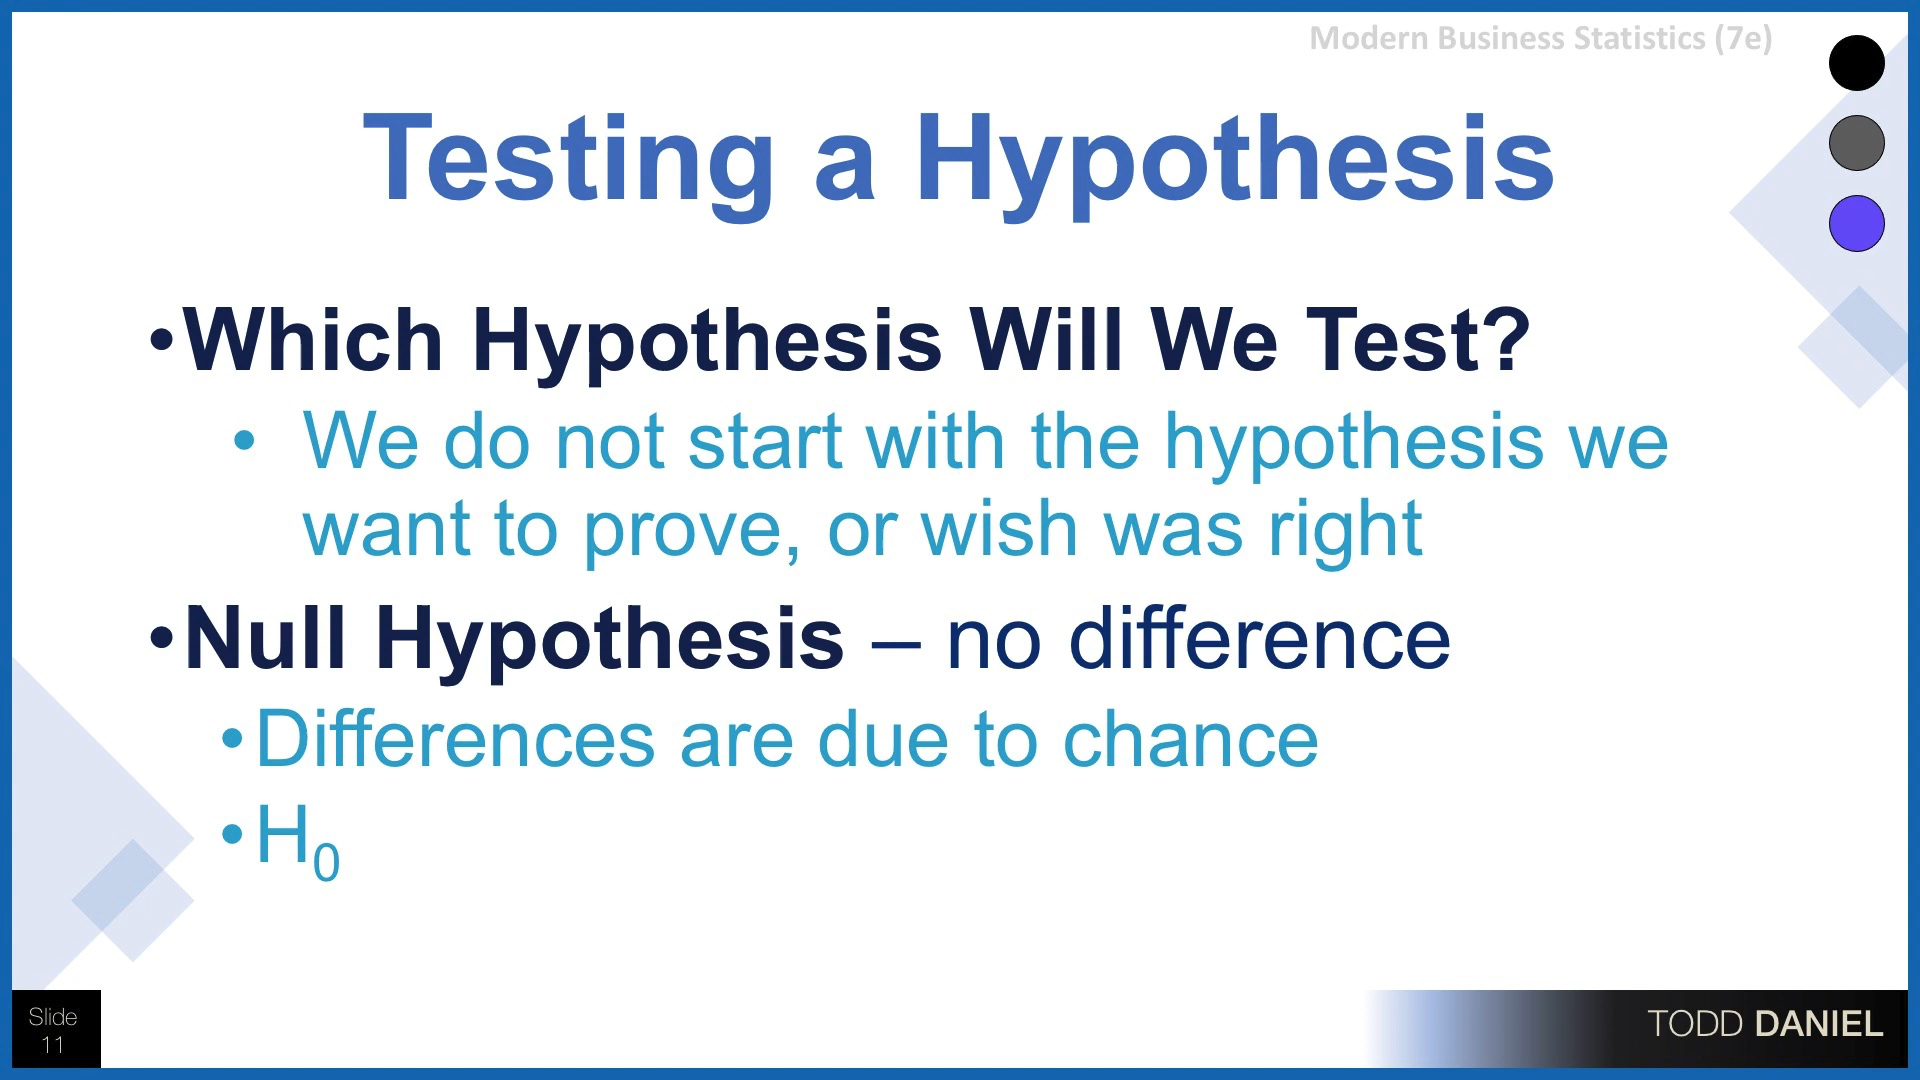 Modern Business Statistics (7e)
Testing a Hypothesis
•Which Hypothesis Will We Test?
• We do not start with the hypothesis we
want to prove, or wish was right
•Null Hypothesis – no difference
•Differences are due to chance
•H₀
Slide
11
TODD DANIEL